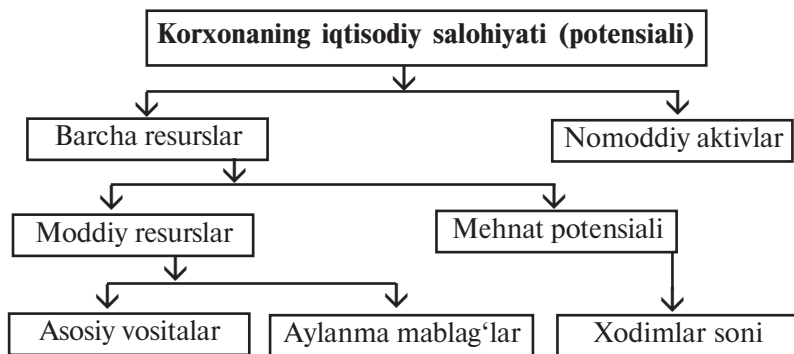 Korxonaning iqtisodiy salohiyati (potensiali)
Barcha resurslar
Nomoddiy aktivlar
Moddiy resurslar
Mehnat potensiali
Asosiy vositalar
Aylanma mablag‘lar
Xodimlar soni